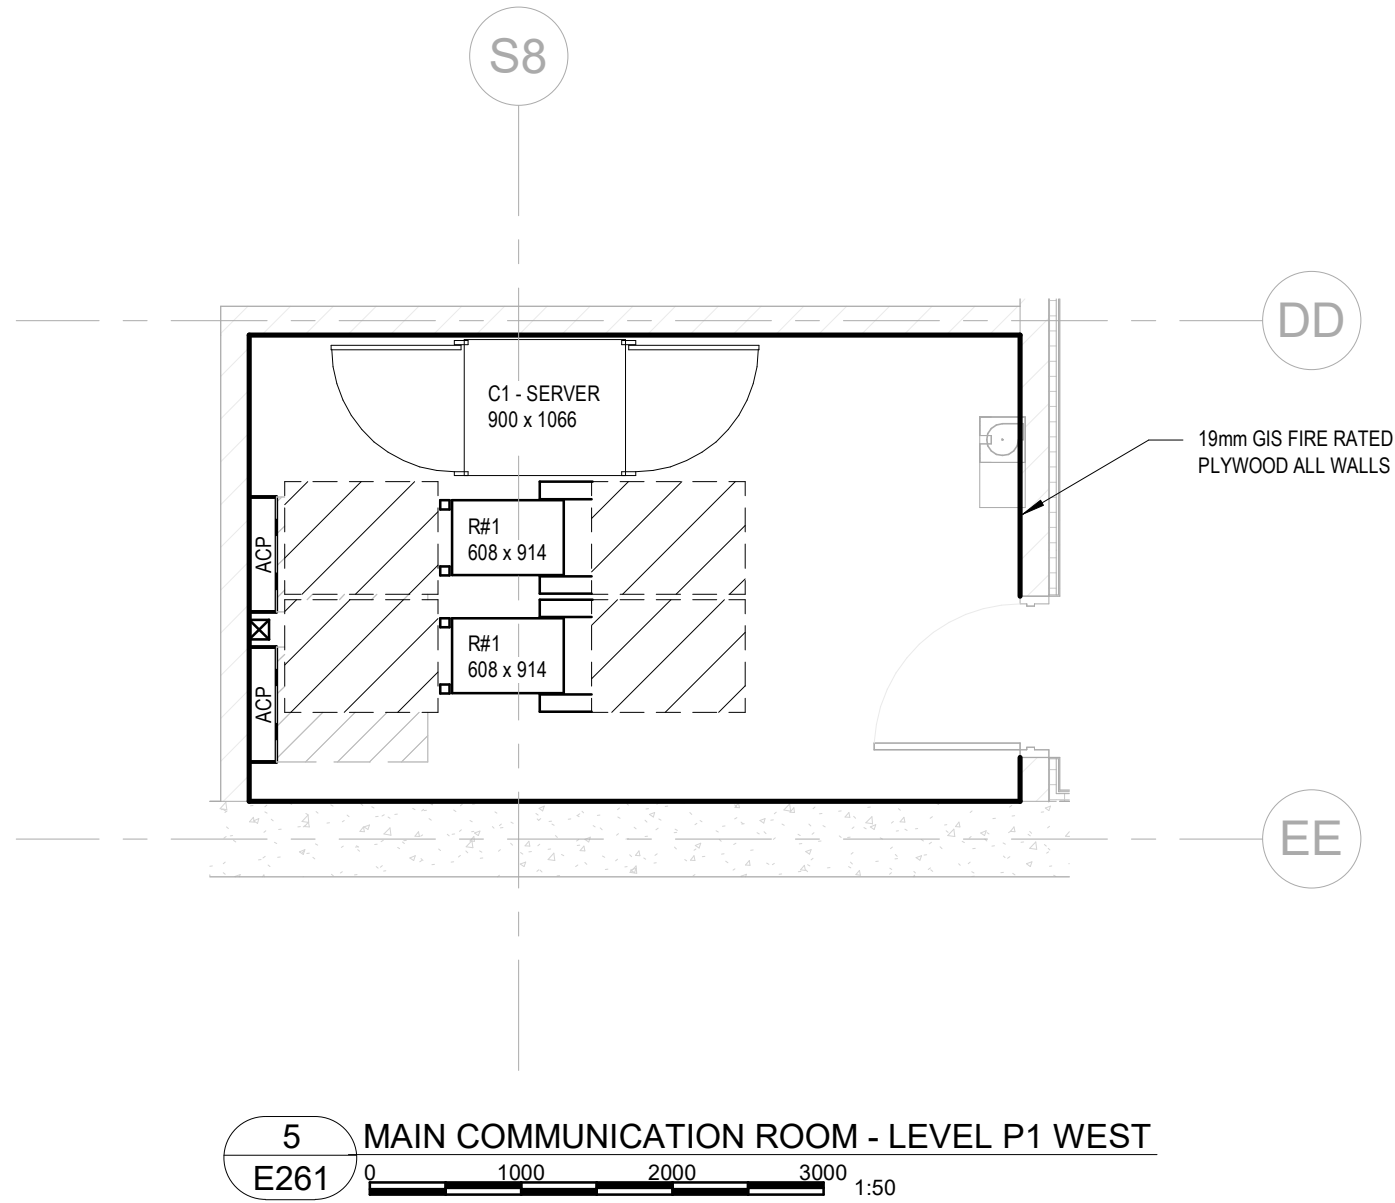 S8
DD
C1 - SERVER
900 x 1066
19mm GIS FIRE RATED
PLYWOOD ALL WALLS
R#1
608 x 914
ACP
R#1
608 x 914
ACP
EE
5
MAIN COMMUNICATION ROOM - LEVEL P1 WEST
E261
0 1000 2000 3000 1:50